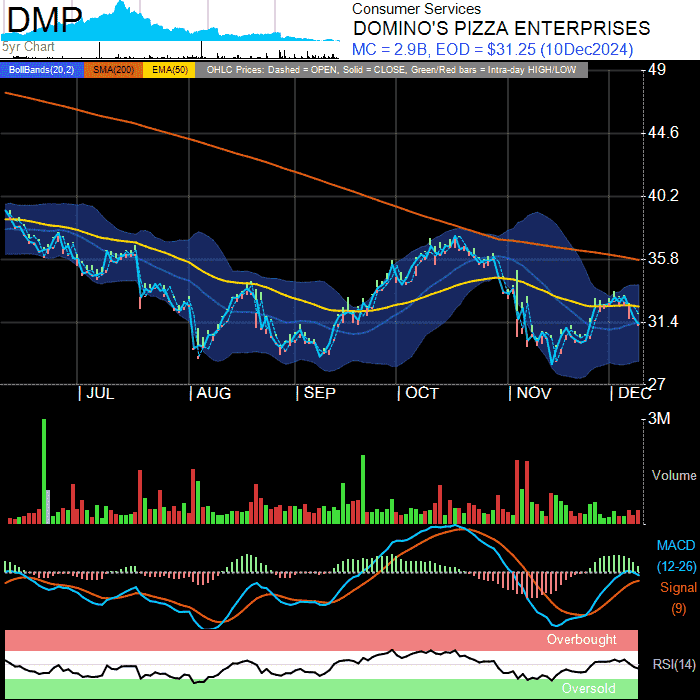 DMP
5yr Chart
Consumer Services
DOMINO'S PIZZA ENTERPRISES
MC = 2.9B, EOD = $31.25 (10Dec2024)
BollBands(20,2) SMA(200) EMA(50) OHLC Prices: Dashed = OPEN, Solid = CLOSE, Green/Red bars = Intra-day HIGH/LOW
49
44.6
40.2
35.8
31.4
27
| JUL | AUG | SEP | OCT | NOV | DEC
3M
Volume
MACD
(12-26)
Signal
(9)
Overbought
RSI(14)
Oversold